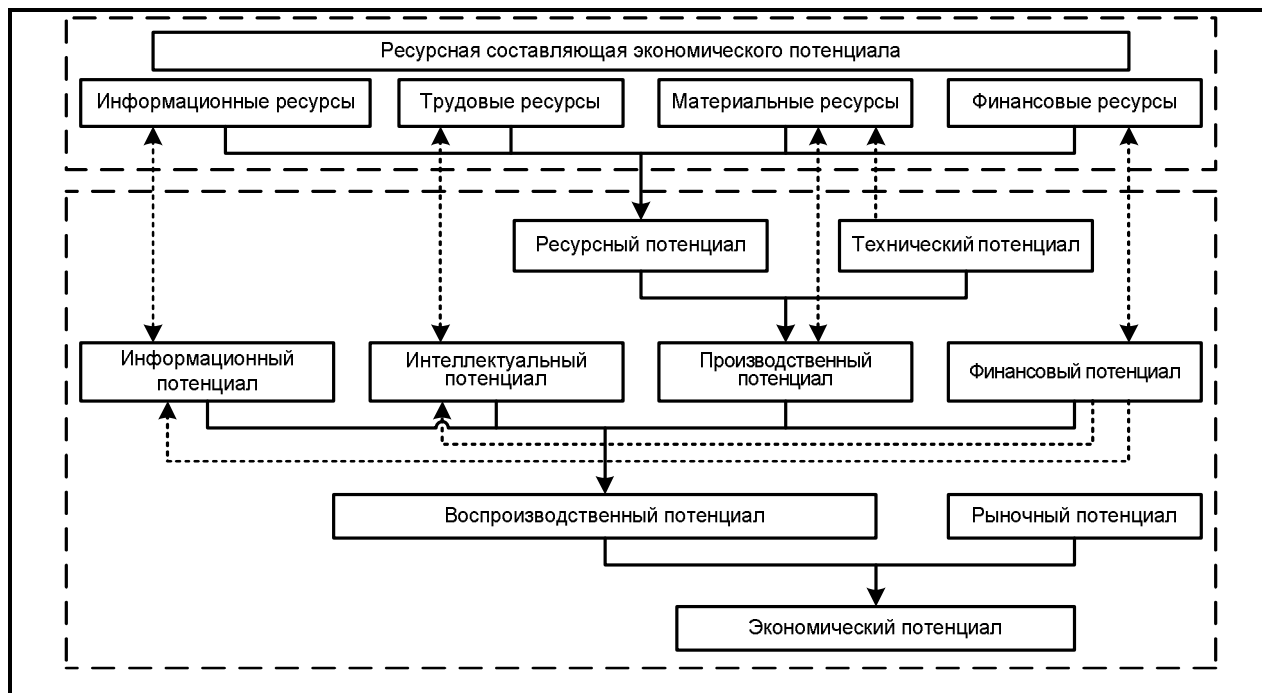 Ресурсная составляющая экономического потенциала
Информационные ресурсы
Трудовые ресурсы
Материальные ресурсы
Финансовые ресурсы
Ресурсный потенциал
Технический потенциал
Информационный
потенциал
Интеллектуальный
потенциал
Производственный
потенциал
Финансовый потенциал
Воспроизводственный потенциал
Рыночный потенциал
Экономический потенциал